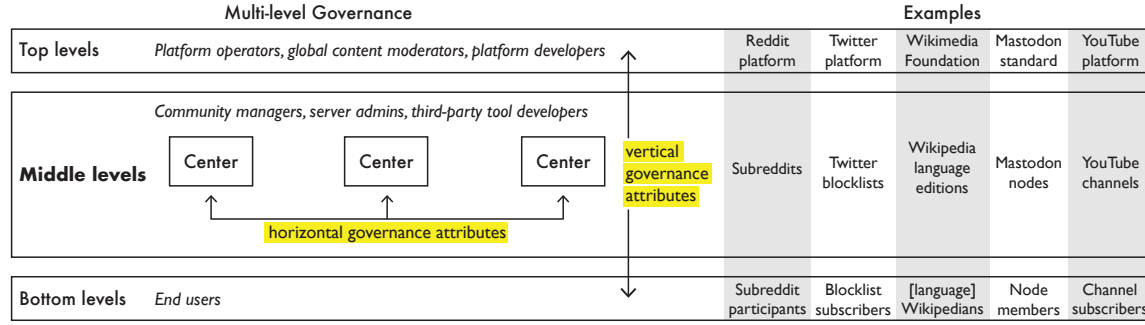 Multi-level Governance
Examples
Top levels
Platform operators, global content moderators, platform developers
Reddit
platform
Twitter
platform
Wikimedia
Foundation
Mastodon
standard
YouTube
platform
Middle levels
Community managers, server admins, third-party tool developers
Center
Center
Center
horizontal governance attributes
vertical
governance
attributes
Subreddits
Twitter
blocklists
Wikipedia
language
editions
Mastodon
nodes
YouTube
channels
Bottom levels
End users
Subreddit
participants
Blocklist
subscribers
[language]
Wikipedians
Node
members
Channel
subscribers